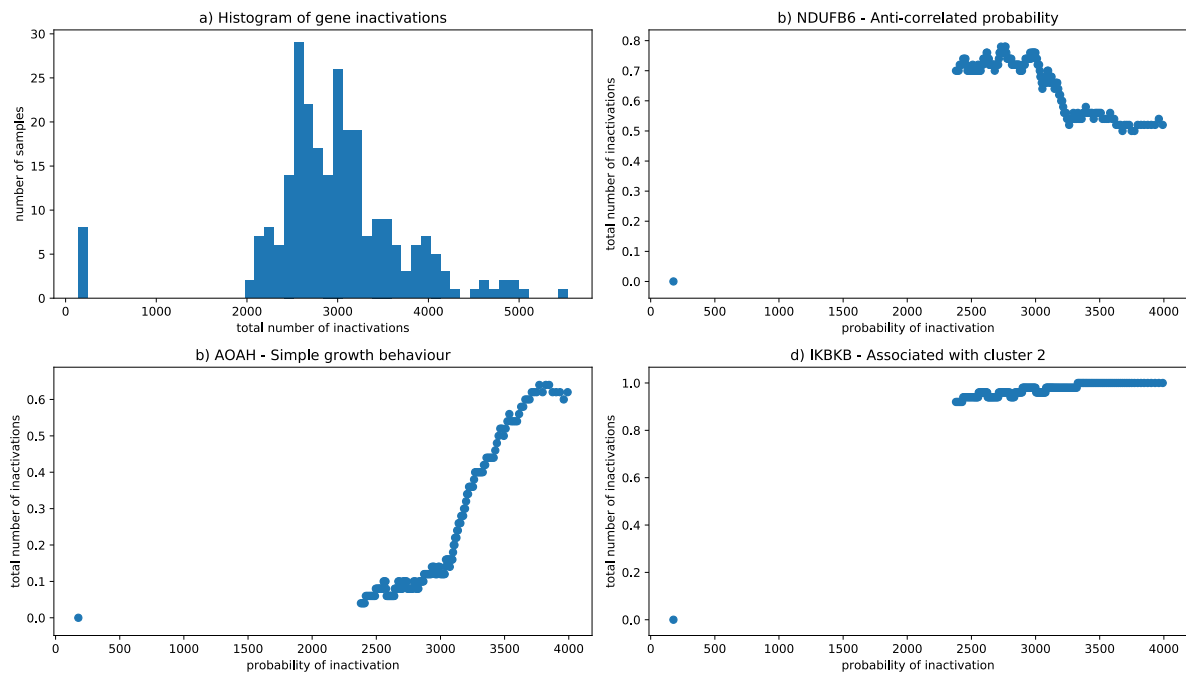 a) Histogram of gene inactivations
number of samples
30
25
20
15
10
5
0
0 1000 2000 3000 4000 5000
total number of inactivations
b) NDUFB6 - Anti-correlated probability
total number of inactivations
0.8
0.7
0.6
0.5
0.4
0.3
0.2
0.1
0.0
0 500 1000 1500 2000 2500 3000 3500 4000
probability of inactivation
b) AOAH - Simple growth behaviour
total number of inactivations
0.6
0.5
0.4
0.3
0.2
0.1
0.0
0 500 1000 1500 2000 2500 3000 3500 4000
probability of inactivation
d) IKBKB - Associated with cluster 2
total number of inactivations
1.0
0.8
0.6
0.4
0.2
0.0
0 500 1000 1500 2000 2500 3000 3500 4000
probability of inactivation